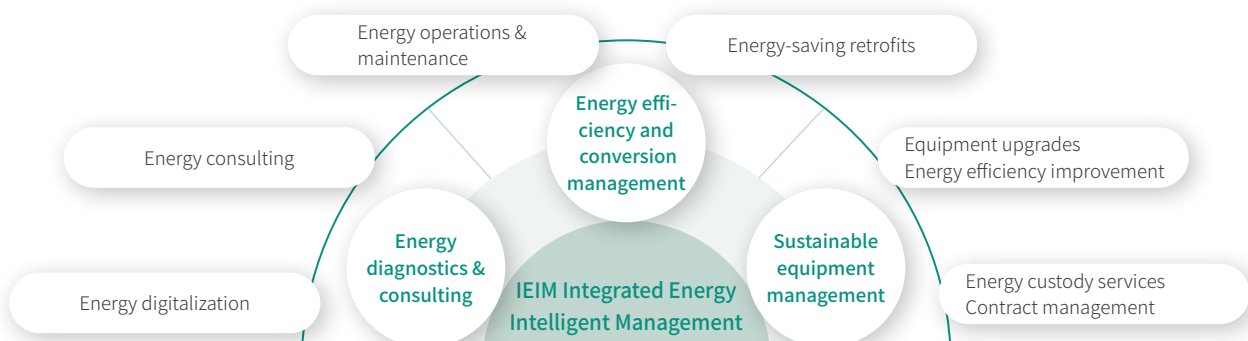 Energy operations &
maintenance
Energy-saving retrofits
Energy effi-
ciency and
conversion
management
Energy consulting
Equipment upgrades
Energy efficiency improvement
Energy
diagnostics &
consulting
Sustainable
equipment
management
Energy digitalization
IEIM Integrated Energy
Intelligent Management
Energy custody services
Contract management